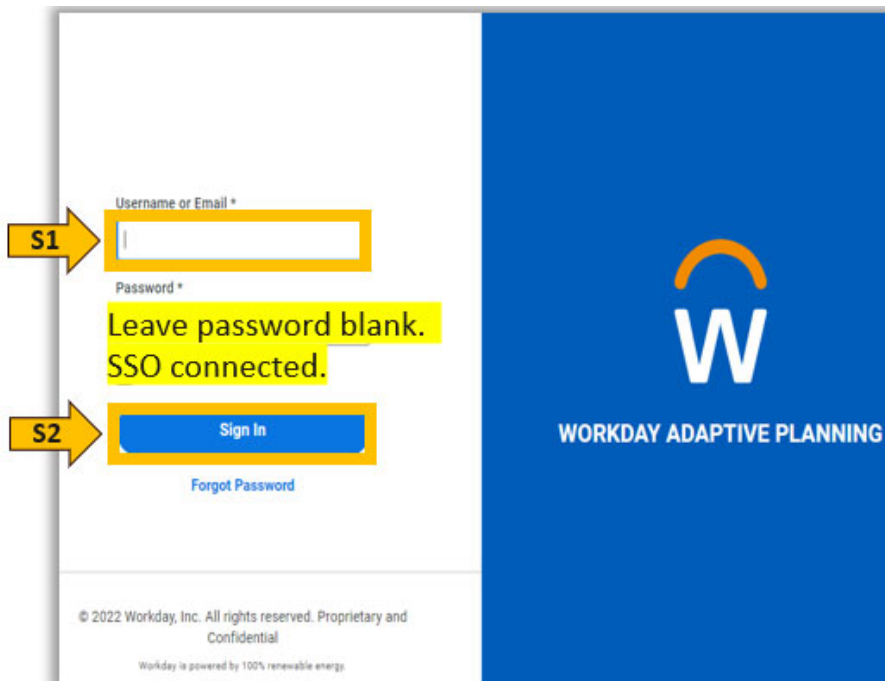 Username or Email *
S1
Password *
Leave password blank.
SSO connected.
S2
Sign In
Forgot Password
W
WORKDAY ADAPTIVE PLANNING
© 2022 Workday, Inc. All rights reserved. Proprietary and
Confidential
Workday is powered by 100% renewable energy.